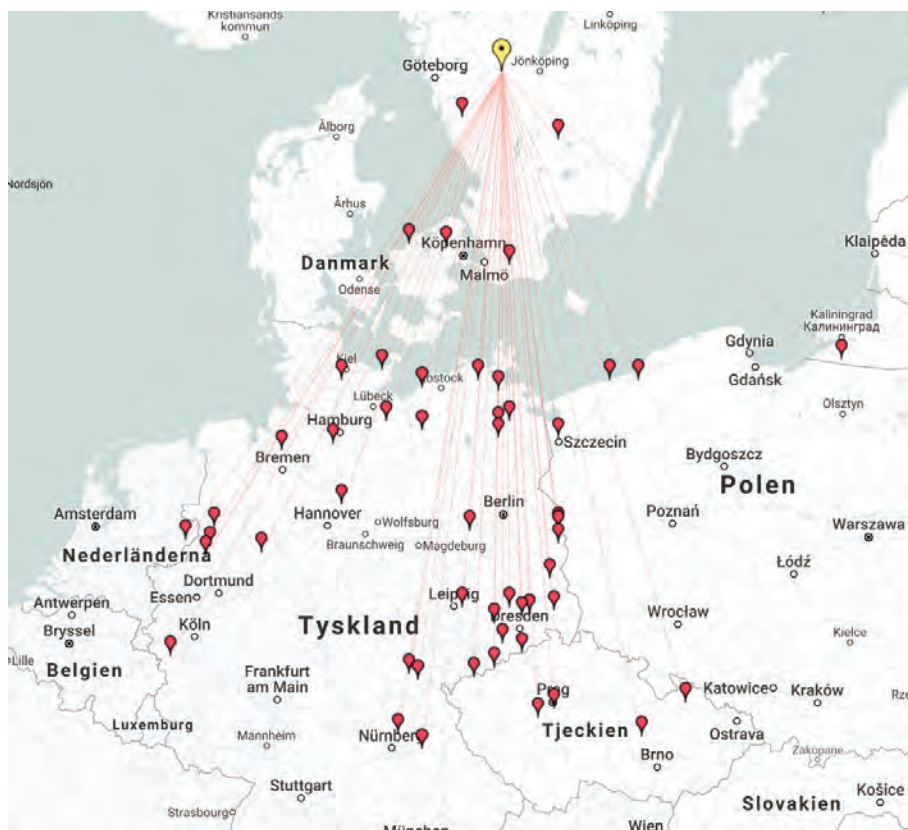 Kristiansands
kommun
Linköping
Jönköping
Göteborg
Ålborg
Nordsjön
Århus
Köpenhamn
Klaipėda
Danmark
Malmö
Odense
Kaliningrad
Калининград
Gdynia
Kiel
Gdańsk
Rostock
Lübeck
Olsztyn
Hamburg
Szczecin
Bremen
Bydgoszcz
Polen
Amsterdam
Berlin
Hannover
Wolfsburg
Poznań
Warszawa
Nederländerna
Braunschweig
Magdeburg
Łódź
Dortmund
Essen
Leipzig
Antwerpen
Wrocław
Dresden
Tyskland
Köln
Bryssel
Kielce
Lille
Belgien
Frankfurt
am Main
Katowice
Kraków
Prag
Luxemburg
Ostrava
Tjeckien
Mannheim
Nürnberg
Brno
Zakopane
Stuttgart
Košice
Slovakien
Strasbourg
München
Wien